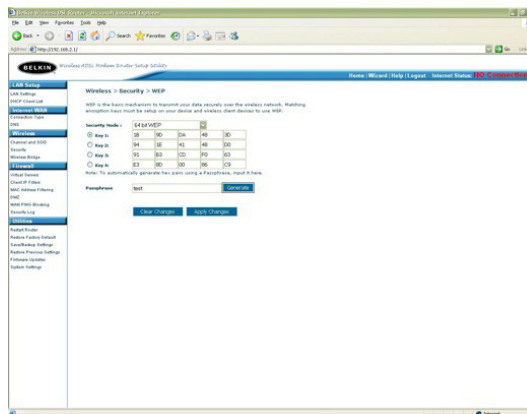 Belkin Wireless DSL Router - Microsoft Internet Explorer
File Edit View Favorites Tools Help
Back Search Favorites
Address http://192.168.2.1/ Go
BELKIN Wireless ADSL Modem Router Setup Utility
Home | Wizard | Help | Logout Internet Status: NO Connection
LAN Setup
LAN Settings
DHCP Client List
Internet WAN
Connection Type
DNS
Wireless
Channel and SSID
Security
Wireless Bridge
Firewall
Virtual Servers
Client IP Filters
MAC Address Filtering
DMZ
WAN PING Blocking
Security Log
Utilities
Restart Router
Restore Factory Default
Save/Backup Settings
Restore Previous Settings
Firmware Updates
System Settings
Wireless > Security > WEP
WEP is the basic mechanism to transmit your data securely over the wireless network. Matching
encryption keys must be setup on your device and wireless client devices to use WEP.
Security Mode : 64 bit WEP
Key 1: 1B 9D DA 48 3D
Key 2: 94 1E 41 48 D0
Key 3: 91 B3 CD F0 63
Key 4: E3 8D 86 C9
Note: To automatically generate hex pairs using a Passphrase, input it here.
Passphrase test Generate
Clear Changes Apply Changes
Internet